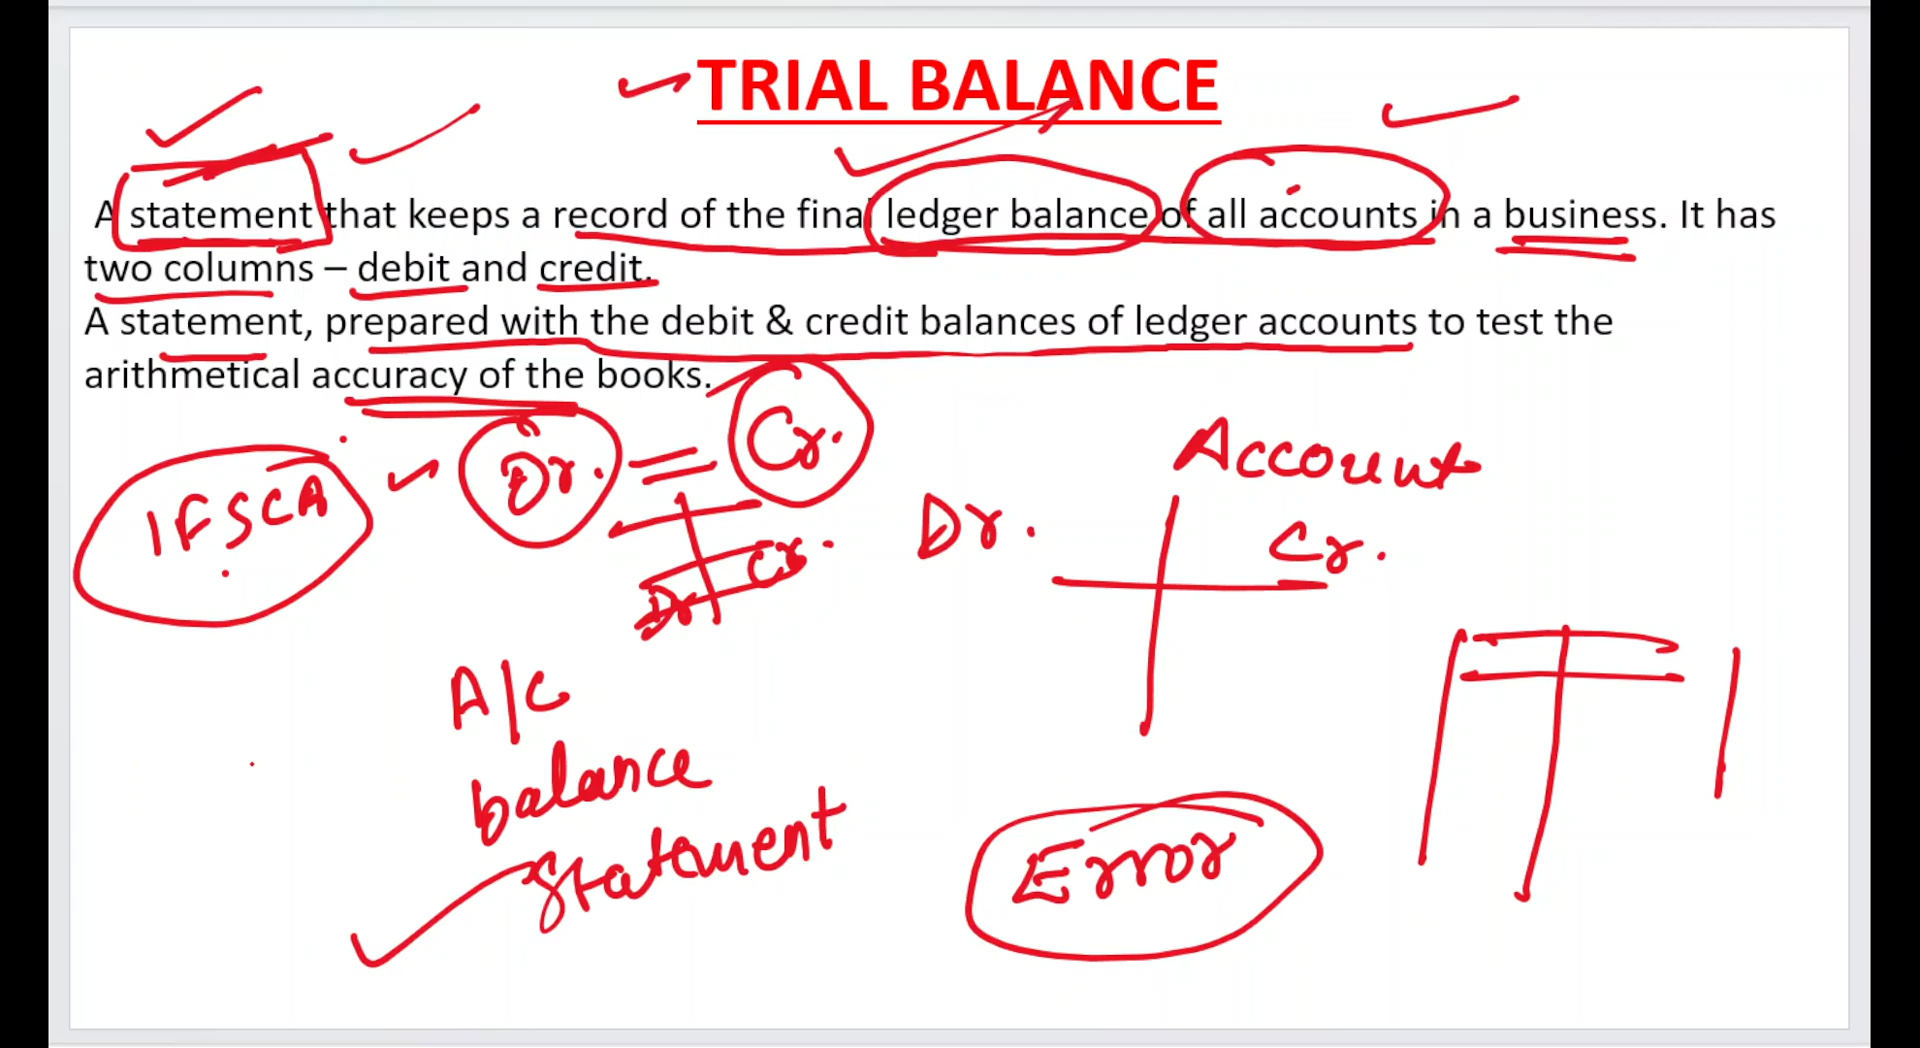 TRIAL BALANCE
A statement that keeps a record of the final ledger balance of all accounts in a business. It has
two columns – debit and credit.
A statement, prepared with the debit & credit balances of ledger accounts to test the
arithmetical accuracy of the books.
IFSCA Dr. = Cr.
Dr Cr.
Account
Dr. Cr.
A/c
balance
statement
Error